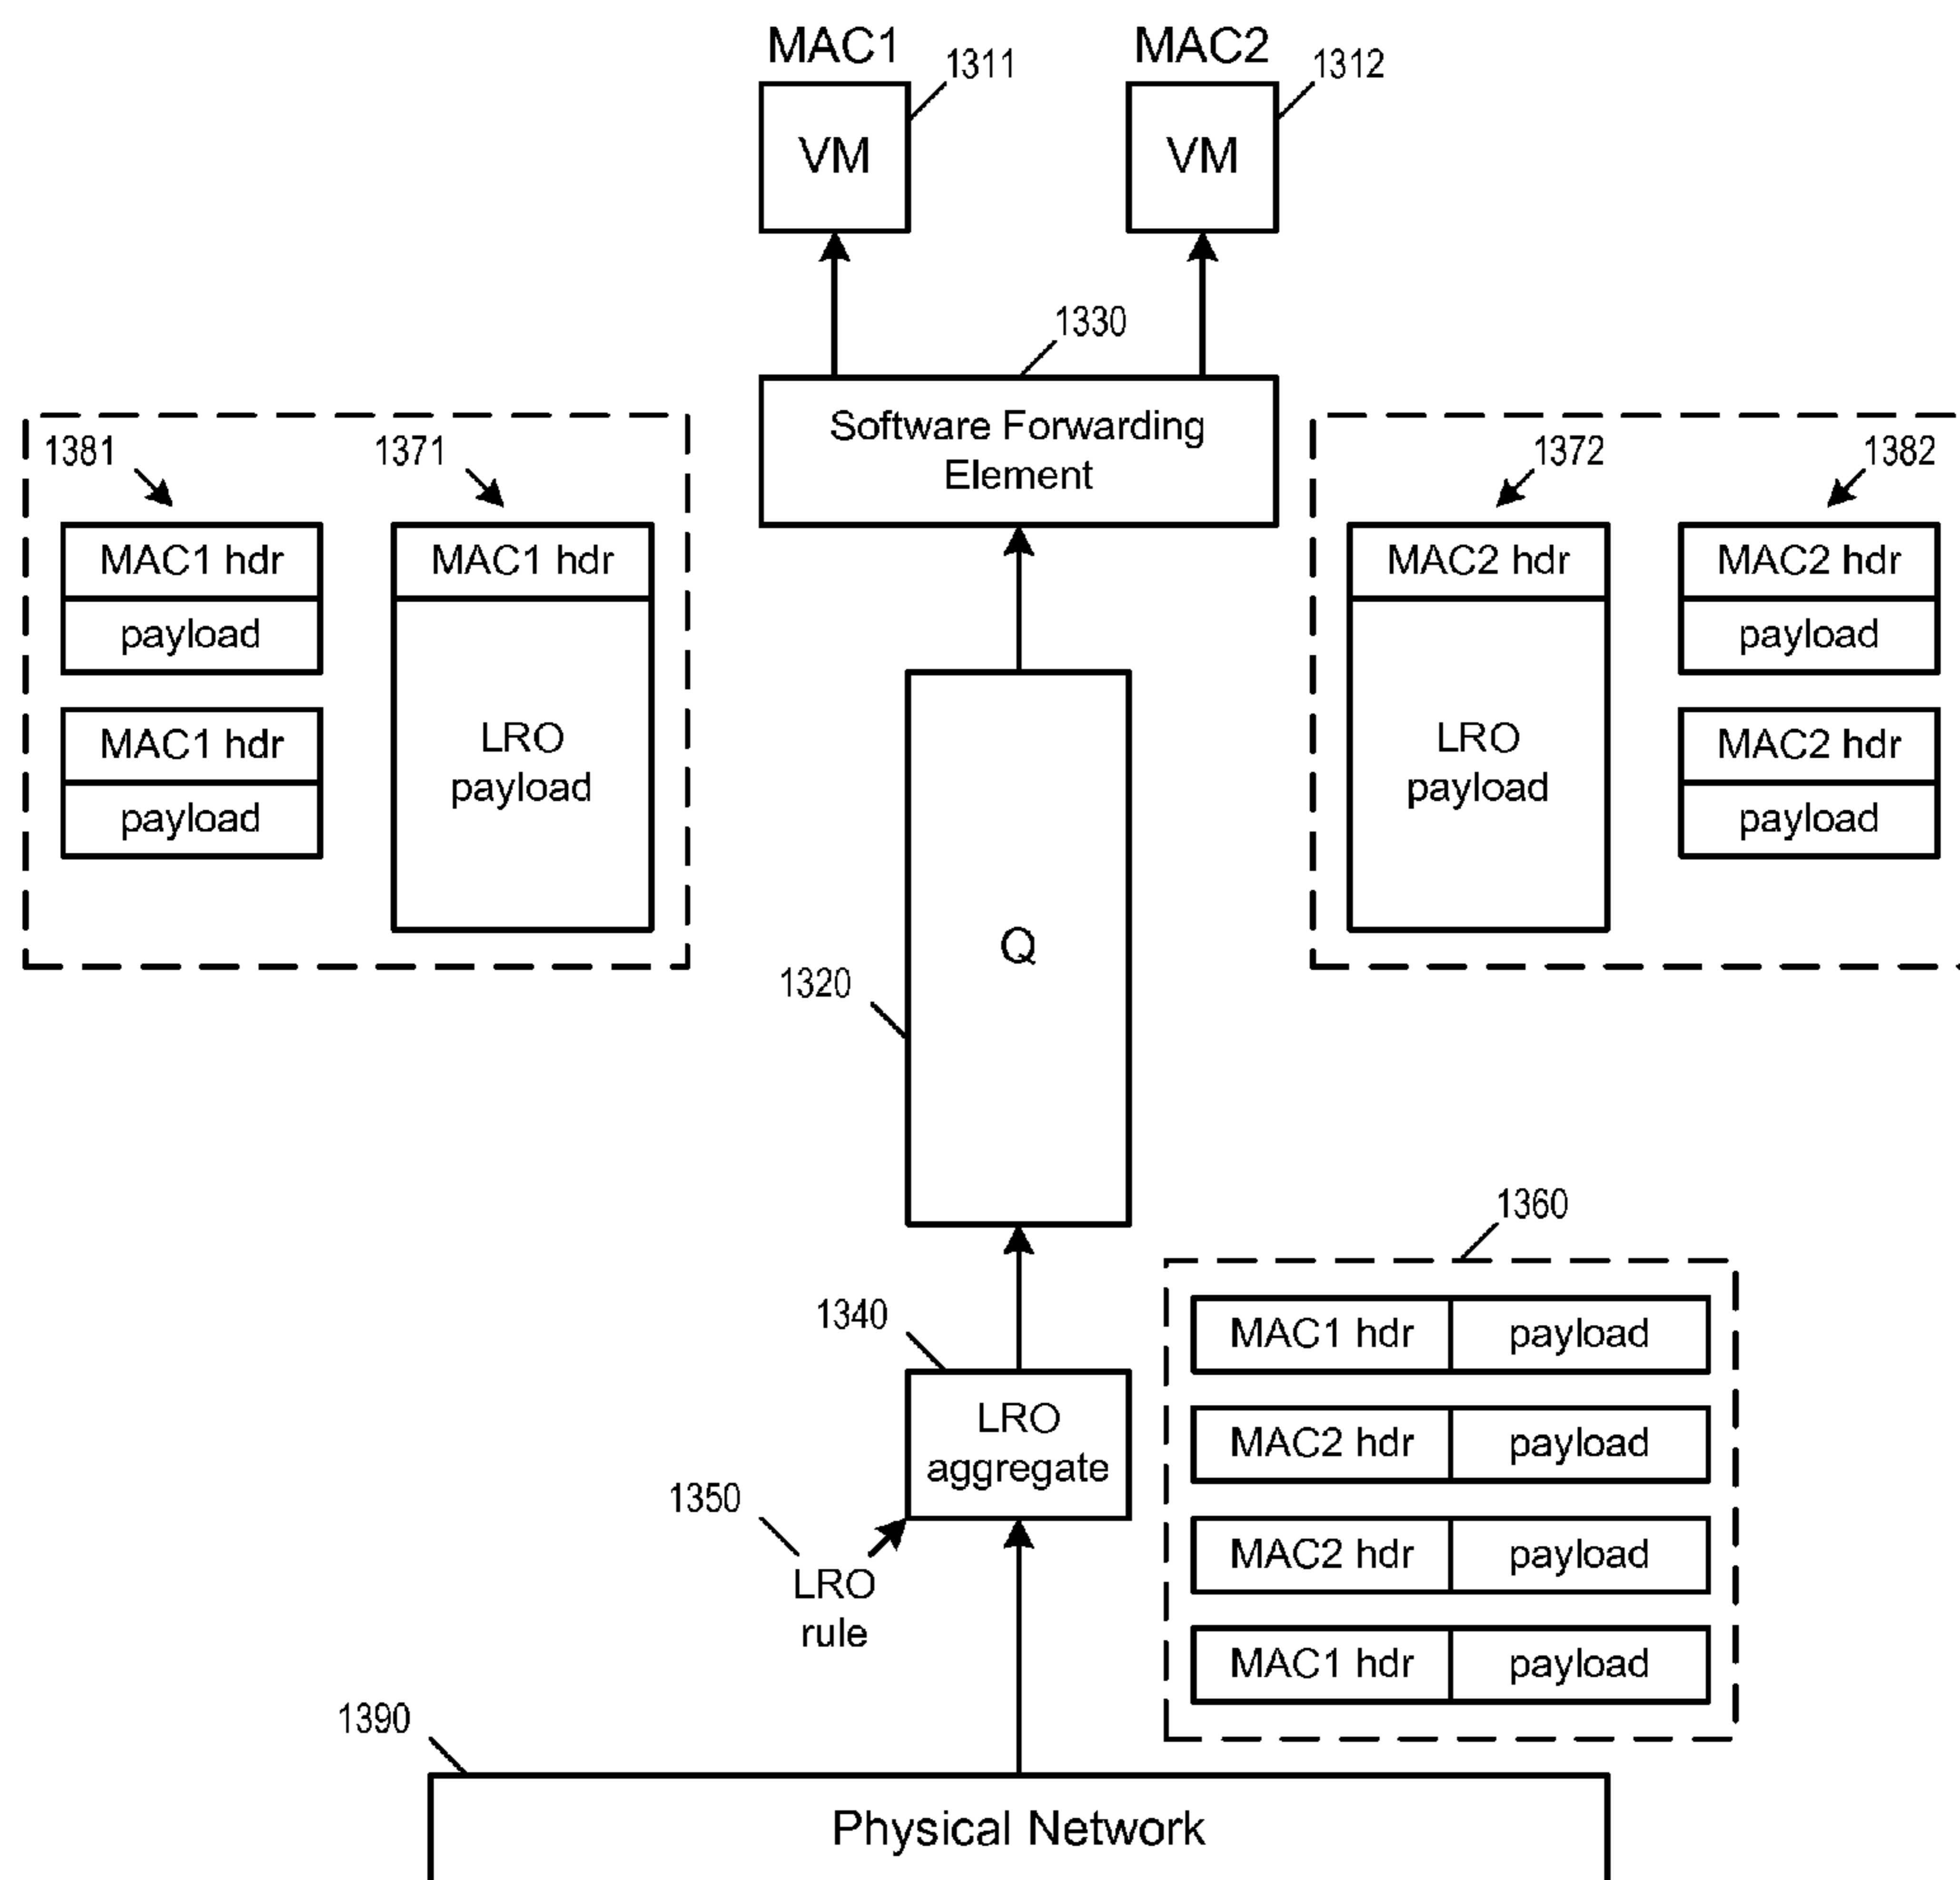 MAC1
MAC2
1311
1312
VM
VM
1330
Software Forwarding
Element
1381
1371
1372
1382
MAC1 hdr
payload
MAC1 hdr
payload
MAC1 hdr
LRO
payload
MAC2 hdr
LRO
payload
MAC2 hdr
payload
MAC2 hdr
payload
Q
1320
1360
1340
MAC1 hdr payload
MAC2 hdr payload
MAC2 hdr payload
MAC1 hdr payload
LRO
aggregate
1350
LRO
rule
1390
Physical Network